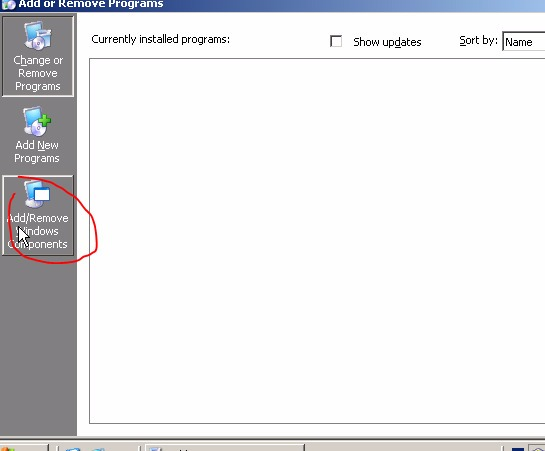 Add or Remove Programs
Change or
Remove
Programs
Currently installed programs:
Show updates
Sort by:
Name
Add New
Programs
Add/Remove
Windows
Components